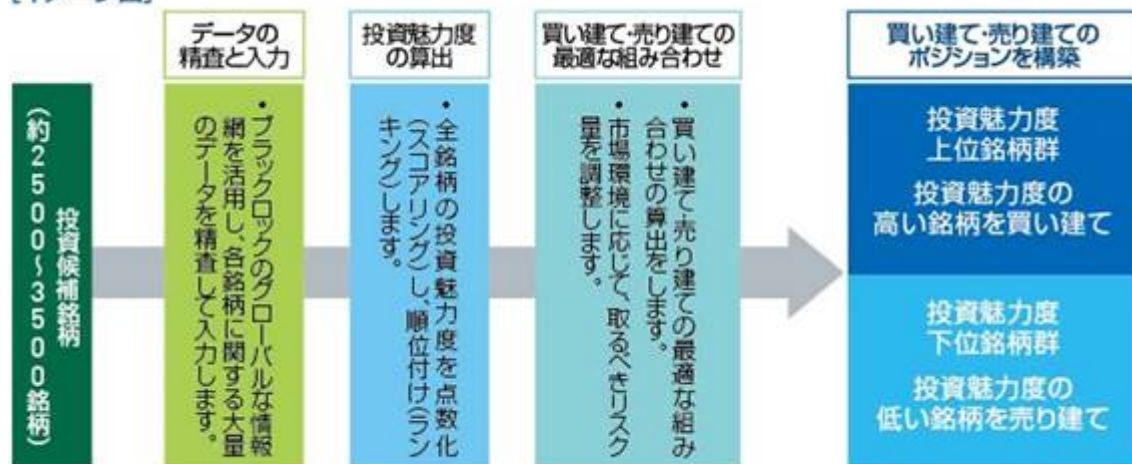 [イメージ図]
投資候補銘柄
(約2500~3500銘柄)
データの
精査と入力
・ブラックロックのグローバルな情報
網を活用し、各銘柄に関する大量
のデータを精査して入力します。
投資魅力度
の算出
・全銘柄の投資魅力度を点数化
(スコアリング)し、順位付け(ラン
キング)します。
買い建て・売り建ての
最適な組み合わせ
・買い建て・売り建ての最適な組み
合わせの算出をします。
・市場環境に応じて、取るべきリスク
量を調整します。
買い建て・売り建ての
ポジションを構築
投資魅力度
上位銘柄群
投資魅力度の
高い銘柄を買い建て
投資魅力度
下位銘柄群
投資魅力度の
低い銘柄を売り建て